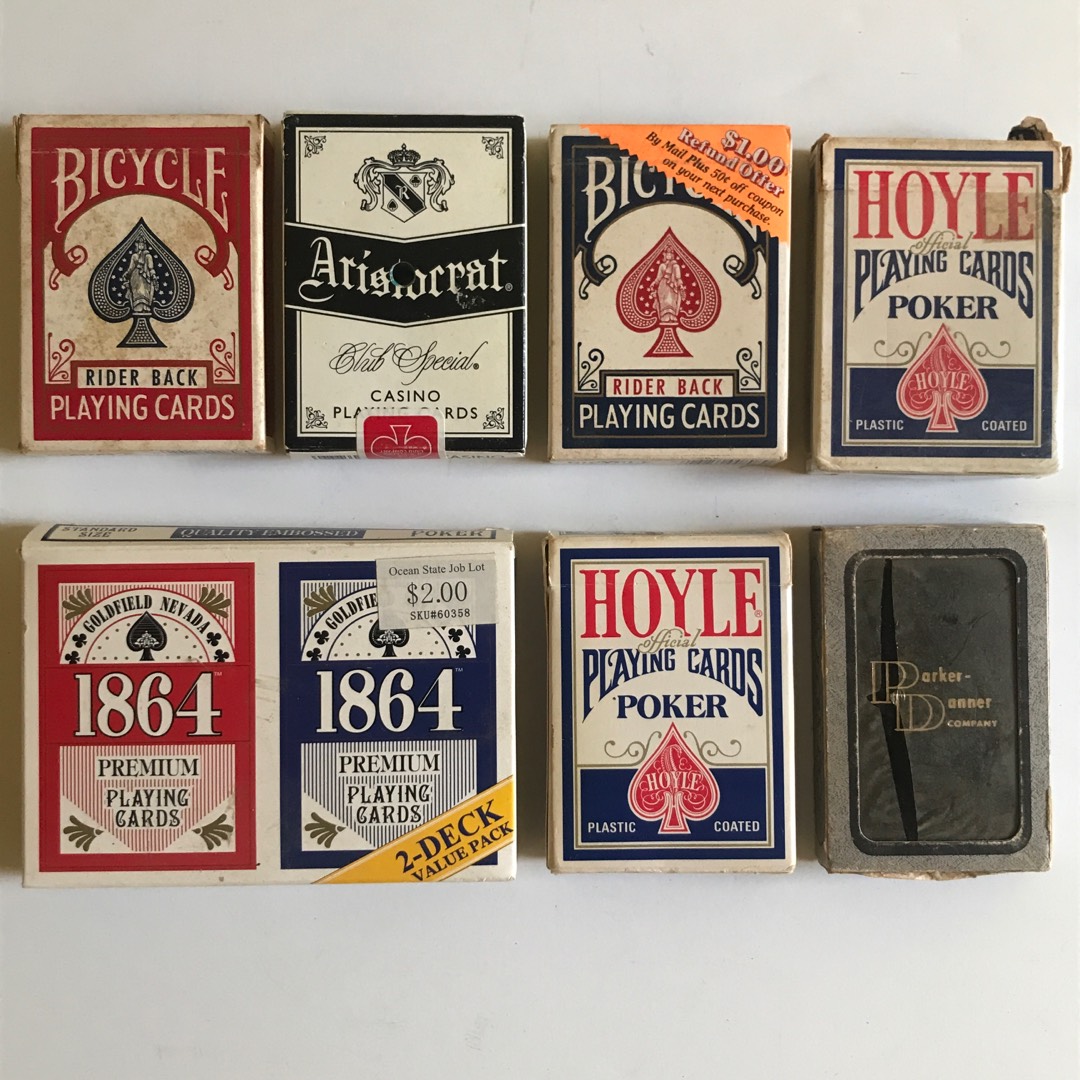 BICYCLE
RIDER BACK
PLAYING CARDS
Aristocrat®
Club Special®
CASINO
PLAYING CARDS
$1.00
Refund Offer
By Mail Plus 50¢ off coupon
on your next purchase.
RIDER BACK
PLAYING CARDS
HOYLE
official
PLAYING CARDS
POKER
HOYLE
PLASTIC COATED
STANDARD
SIZE
QUALITY EMBOSSED
POKER
GOLDFIELD NEVADA
1864™
PREMIUM
PLAYING
CARDS
Ocean State Job Lot
$2.00
SKU#60358
1864™
PREMIUM
PLAYING
CARDS
2-DECK
VALUE PACK
HOYLE®
official
PLAYING CARDS
POKER
HOYLE
PLASTIC COATED
Parker-
Danner
COMPANY